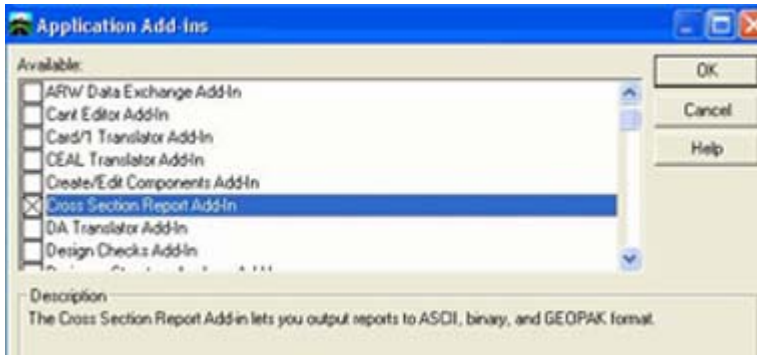 Application Add-Ins
Available:
ARW Data Exchange Add-In
Cant Editor Add-In
Card/1 Translator Add-In
CEAL Translator Add-In
Create/Edit Components Add-In
Cross Section Report Add-In
DA Translator Add-In
Design Checks Add-In
OK
Cancel
Help
Description
The Cross Section Report Add-in lets you output reports to ASCII, binary, and GEOPAK format.